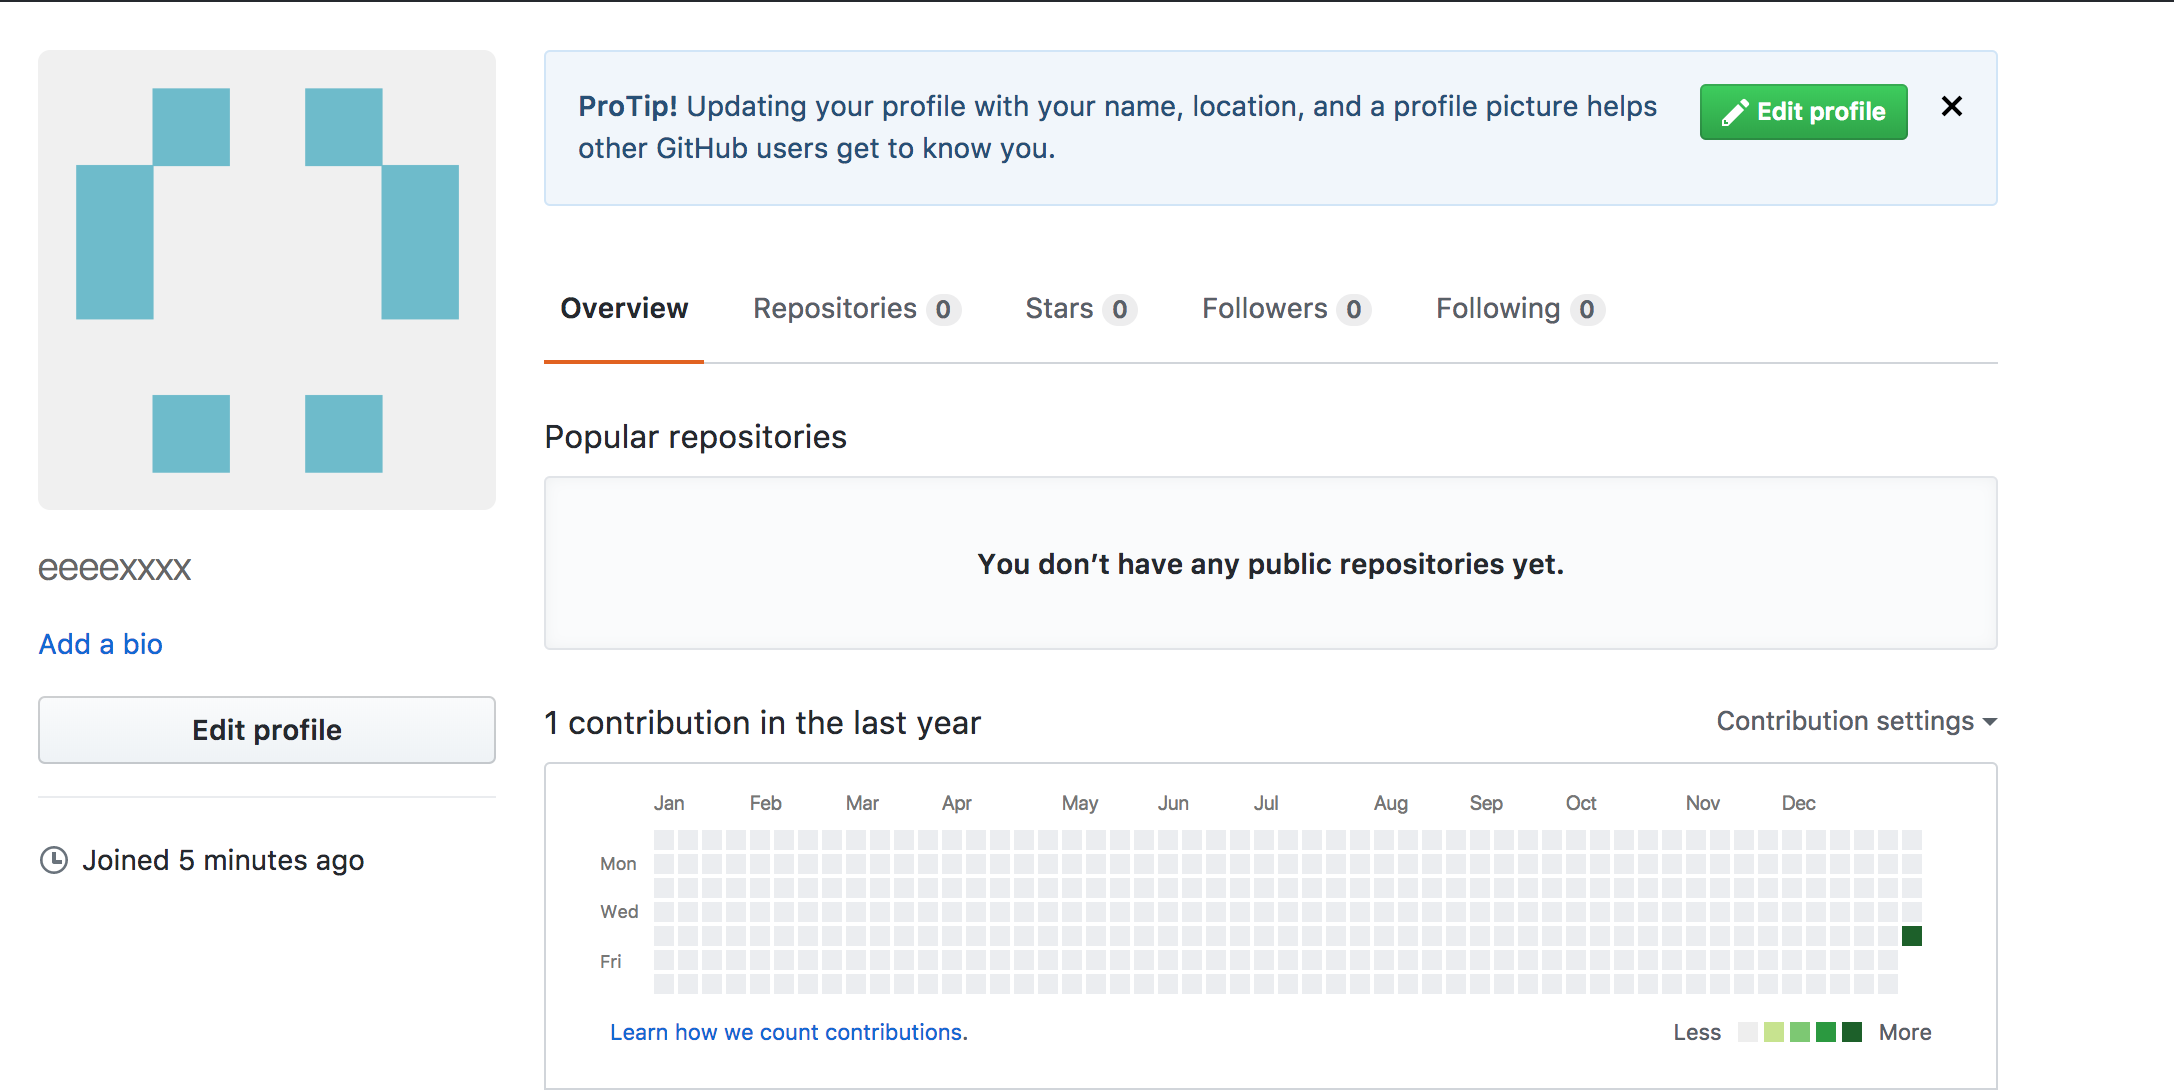 ProTip! Updating your profile with your name, location, and a profile picture helps
other GitHub users get to know you.
Edit profile
Overview
Repositories 0
Stars 0
Followers 0
Following 0
eeeexxxx
Add a bio
Edit profile
Joined 5 minutes ago
Popular repositories
You don’t have any public repositories yet.
1 contribution in the last year
Contribution settings
Jan Feb Mar Apr May Jun Jul Aug Sep Oct Nov Dec
Mon
Wed
Fri
Learn how we count contributions.
Less
More